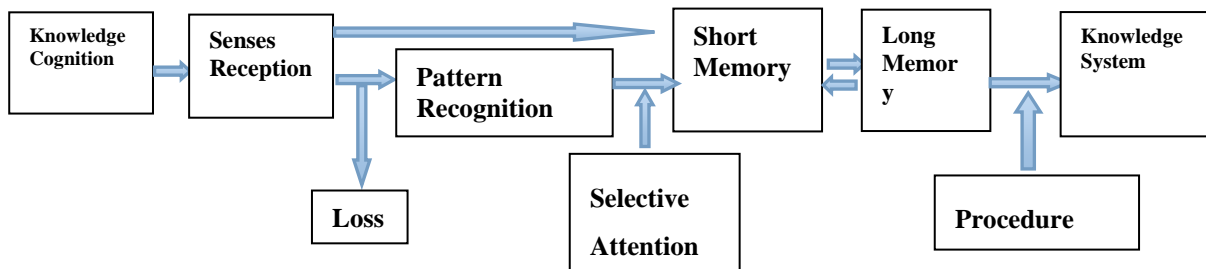 Knowledge
Cognition
Senses
Reception
Pattern
Recognition
Short
Memory
Long
Memor
y
Knowledge
System
Loss
Selective
Attention
Procedure